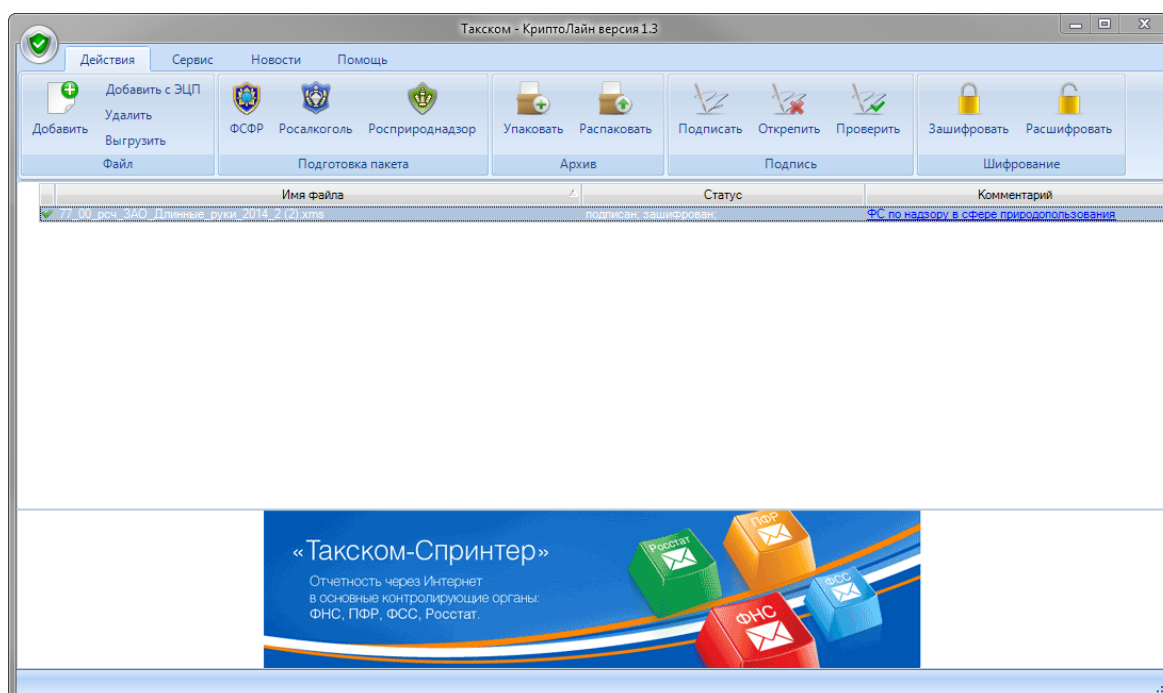 Такском - КриптоЛайн версия 1.3
Действия Сервис Новости Помощь
Добавить
Добавить с ЭЦП
Удалить
Выгрузить
Файл
ФСФР Росалкоголь Росприроднадзор
Подготовка пакета
Упаковать Распаковать
Архив
Подписать Открепить Проверить
Подпись
Зашифровать Расшифровать
Шифрование
Имя файла Статус Комментарий
77_00_рсч_ЗАО_Длинные_руки_2014_2 (2).xms подписан; зашифрован; ФС по надзору в сфере природопользования
«Такском-Спринтер»
Отчетность через Интернет
в основные контролирующие органы:
ФНС, ПФР, ФСС, Росстат.
Росстат
ПФР
ФСС
ФНС